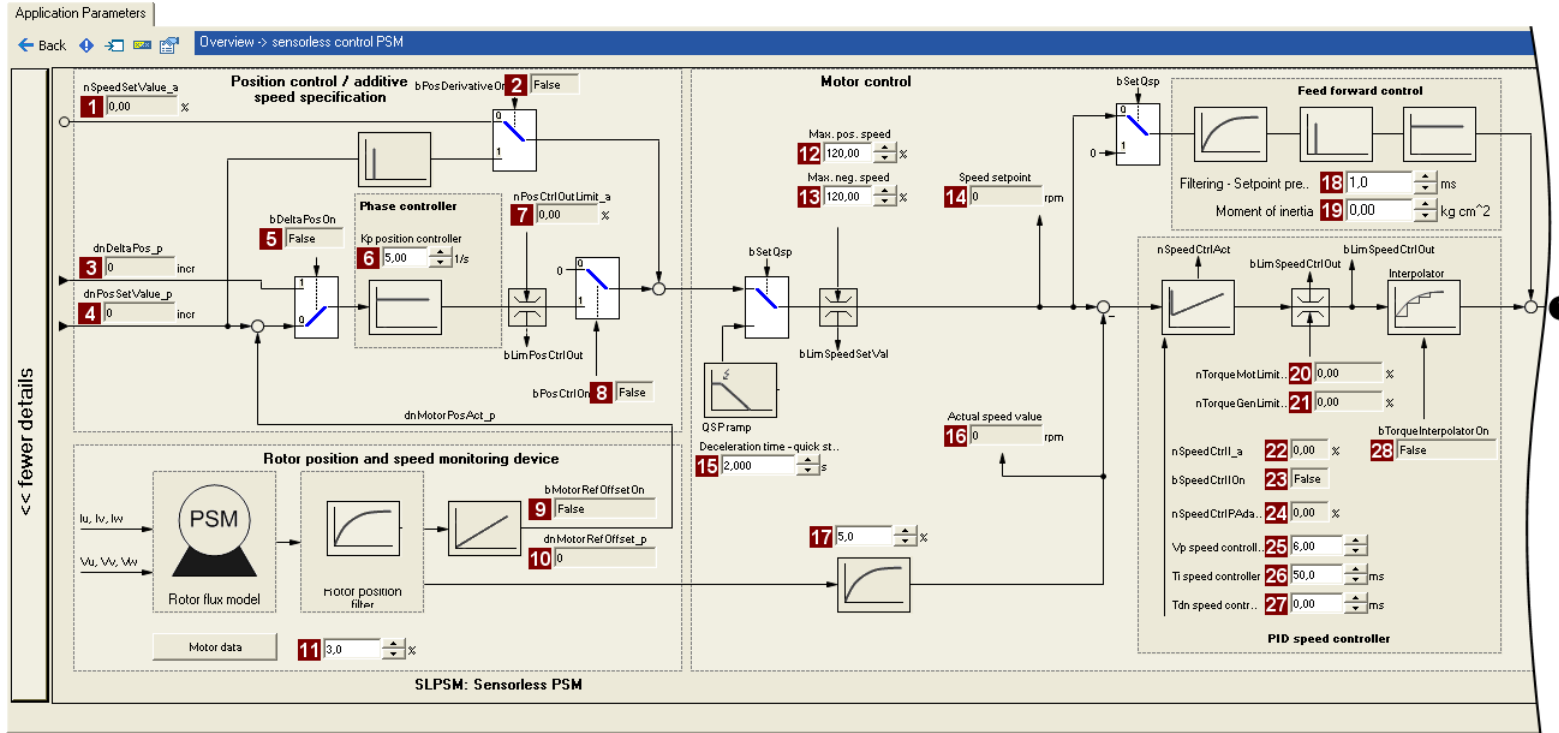 Application Parameters
Back
Overview -> sensorless control PSM
<< fewer details
Position control / additive
speed specification
nSpeedSetValue_a
1 0,00 %
bPosDerivativeOn
2 False
0
1
dnDeltaPos_p
3 0 incr
dnPosSetValue_p
4 0 incr
bDeltaPosOn
5 False
1
0
Phase controller
Kp position controller
6 5,00 1/s
nPosCtrlOutLimit_a
7 0,00 %
bLimPosCtrlOut
0
0
1
bPosCtrlOn 8 False
dnMotorPosAct_p
Rotor position and speed monitoring device
Iu, Iv, Iw
Vu, Vv, Vw
PSM
Rotor flux model
Rotor position
filter
bMotorRefOffsetOn
9 False
dnMotorRefOffset_p
10 0
Motor data
11 3,0 %
SLPSM: Sensorless PSM
Motor control
Max. pos. speed
12 120,00 %
Max. neg. speed
13 120,00 %
bSetQsp
bLimSpeedSetVal
QSP ramp
Deceleration time - quick st..
15 2,000 s
Speed setpoint
14 0 rpm
Actual speed value
16 0 rpm
17 5,0 %
bSetQsp
0
0
1
Feed forward control
Filtering - Setpoint pre.. 18 1,0 ms
Moment of inertia 19 0,00 kg cm^2
nSpeedCtrlAct
bLimSpeedCtrlOut
bLimSpeedCtrlOut
Interpolator
-
nTorqueMotLimit.. 20 0,00 %
nTorqueGenLimit.. 21 0,00 %
bTorqueInterpolatorOn
28 False
nSpeedCtrlI_a 22 0,00 %
bSpeedCtrlIOn 23 False
nSpeedCtrlPAda.. 24 0,00 %
Vp speed controll.. 25 6,00
Ti speed controller 26 50,0 ms
Tdn speed contr.. 27 0,00 ms
PID speed controller